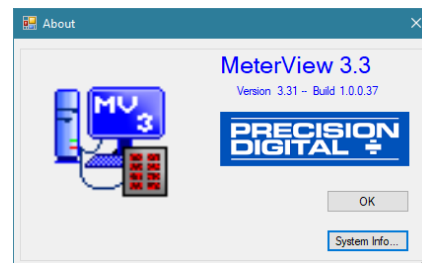 About
MeterView 3.3
Version 3.31 -- Build 1.0.0.37
MV
3
PRECISION
DIGITAL
OK
System Info...